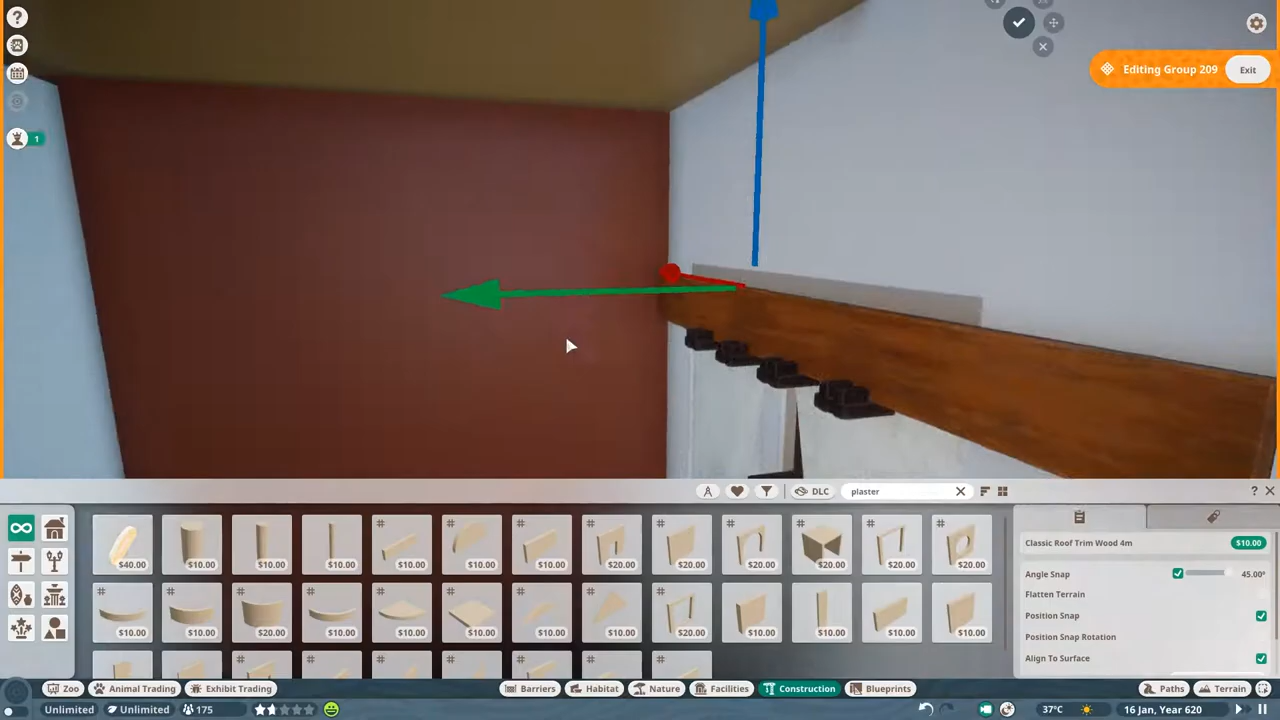 ?
1
Editing Group 209
Exit
DLC
plaster
?
$40.00
$10.00
$10.00
$10.00
$10.00
$10.00
$10.00
$20.00
$20.00
$20.00
$20.00
$20.00
$20.00
$10.00
$10.00
$20.00
$10.00
$10.00
$10.00
$10.00
$10.00
$20.00
$10.00
$10.00
$10.00
$10.00
Classic Roof Trim Wood 4m
$10.00
Angle Snap
45.00°
Flatten Terrain
Position Snap
Position Snap Rotation
Align To Surface
Zoo
Animal Trading
Exhibit Trading
Barriers
Habitat
Nature
Facilities
Construction
Blueprints
Paths
Terrain
Unlimited
Unlimited
175
37°C
16 Jan, Year 620